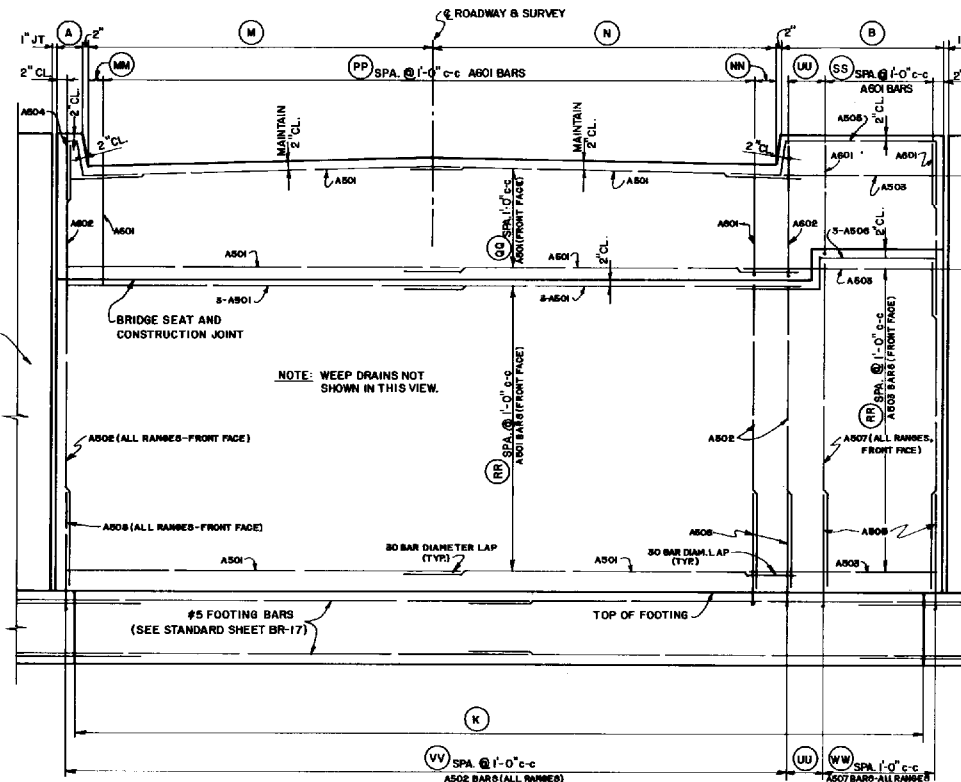 ℄ ROADWAY & SURVEY
1" JT.
A
2"
M
N
2"
B
1
2" CL.
MM
PP SPA. @ 1'-0" c-c A601 BARS
NN
UU
SS SPA. @ 1'-0" c-c
A601 BARS
2"
A604
2" CL.
2" CL.
MAINTAIN
2" CL.
MAINTAIN
2" CL.
2" CL.
A505
2" CL.
A601
A601
A501
A501
A503
A602
A601
QQ SPA. 1'-0" c-c
A501 (FRONT FACE)
A601
A602
2" CL.
3-A506
A501
A501
2" CL.
A503
3-A501
3-A501
BRIDGE SEAT AND
CONSTRUCTION JOINT
NOTE: WEEP DRAINS NOT
SHOWN IN THIS VIEW.
RR SPA. @ 1'-0" c-c
A501 BARS (FRONT FACE)
RR SPA. @ 1'-0" c-c
A503 BARS (FRONT FACE)
A502 (ALL RANGES-FRONT FACE)
A502
A507 (ALL RANGES,
FRONT FACE)
A508 (ALL RANGES-FRONT FACE)
A508
A508
A501
30 BAR DIAMETER LAP
(TYP.)
A501
30 BAR DIAM. LAP
(TYP.)
A503
#5 FOOTING BARS
(SEE STANDARD SHEET BR-17)
TOP OF FOOTING
K
VV SPA. @ 1'-0" c-c
A502 BARS (ALL RANGES)
UU
WW SPA. 1'-0" c-c
A507 BARS-ALL RANGES